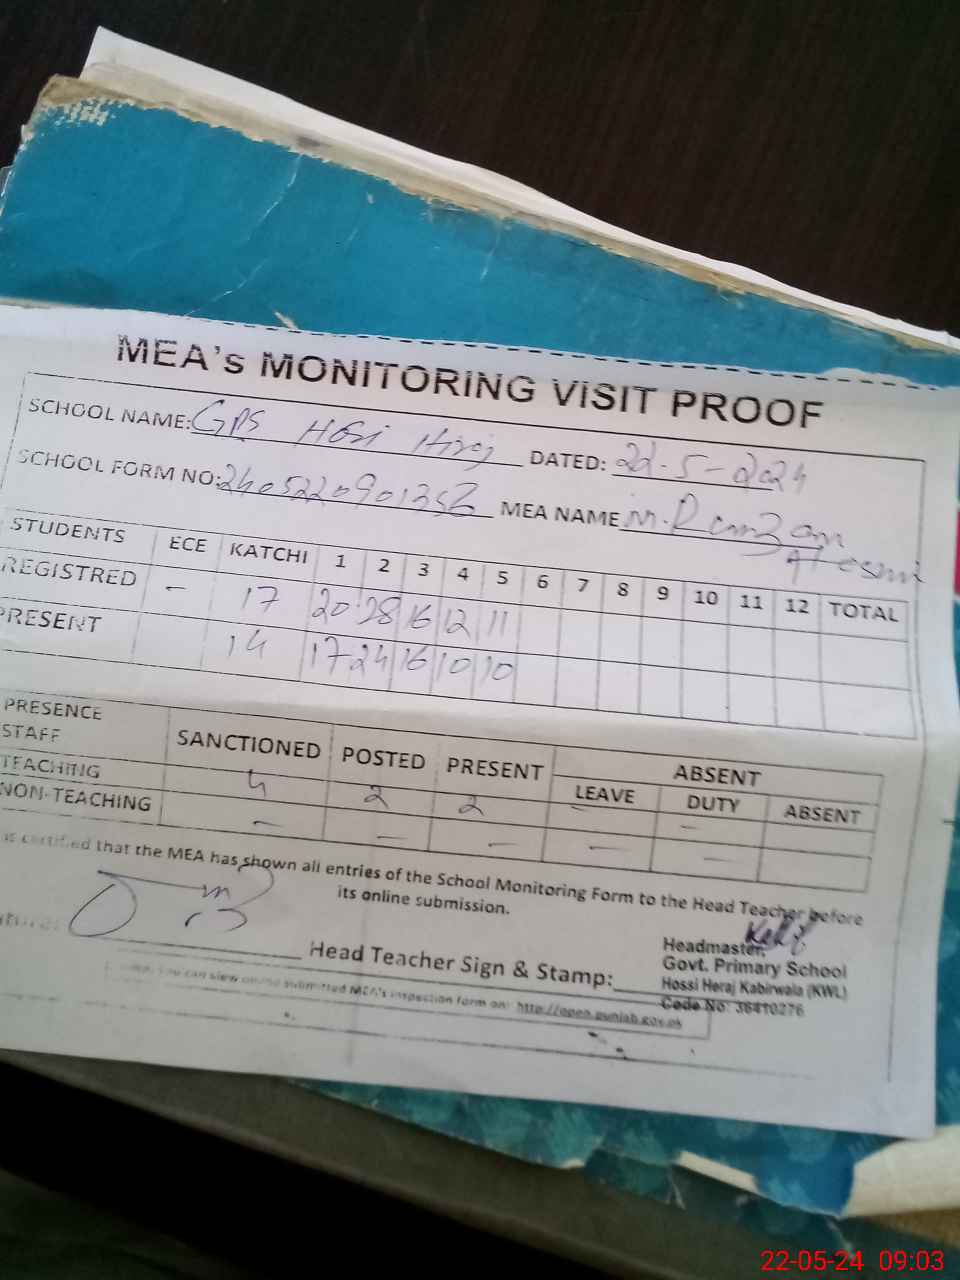 MEA's MONITORING VISIT PROOF
SCHOOL NAME: GPS Hosi Hiraj DATED: 22-5-2024
SCHOOL FORM NO: MEA NAME M. Ramzan
STUDENTS ECE KATCHI 1 2 3 4 5 6 7 8 9 10 11 12 TOTAL
REGISTRED – 17 20 28 16 12 11
PRESENT 14 17 24 16 10 10
PRESENCE STAFF SANCTIONED POSTED PRESENT ABSENT
LEAVE DUTY ABSENT
TEACHING 4 2 2 – –
NON-TEACHING – – – – –
is certified that the MEA has shown all entries of the School Monitoring Form to the Head Teacher before
its online submission.
Head Teacher Sign & Stamp:
Headmaster,
Govt. Primary School
Hossi Heraj Kabirwala (KWL)
Code No: 36410276
you can view online submitted MEA's inspection form on: http://open.punjab.gov.pk
22-05-24 09:03